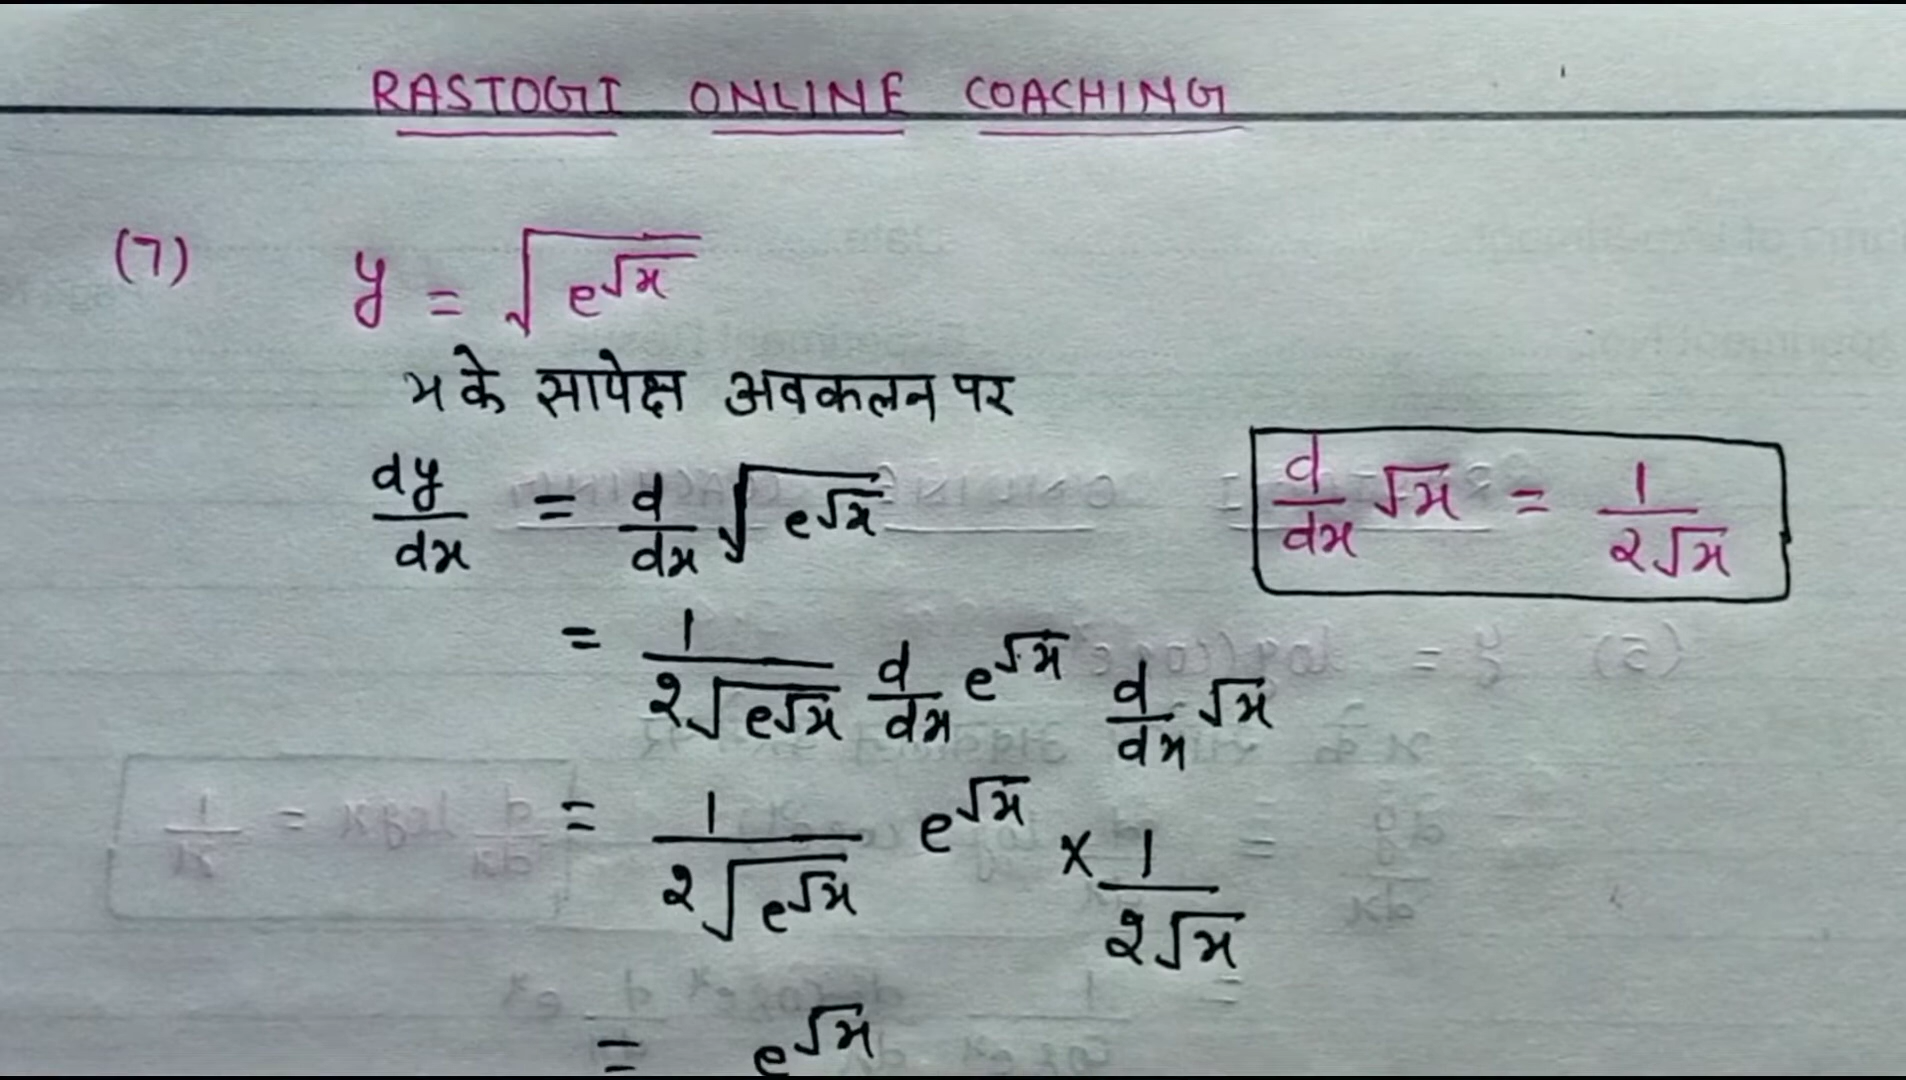 RASTOGI ONLINE COACHING
(7) y = √(e^√x)
x के सापेक्ष अवकलन पर
dy/dx = d/dx √(e^√x)
d/dx √x = 1/(2√x)
= 1/(2√(e^√x)) d/dx e^√x d/dx √x
= 1/(2√(e^√x)) e^√x × 1/(2√x)
= e^√x